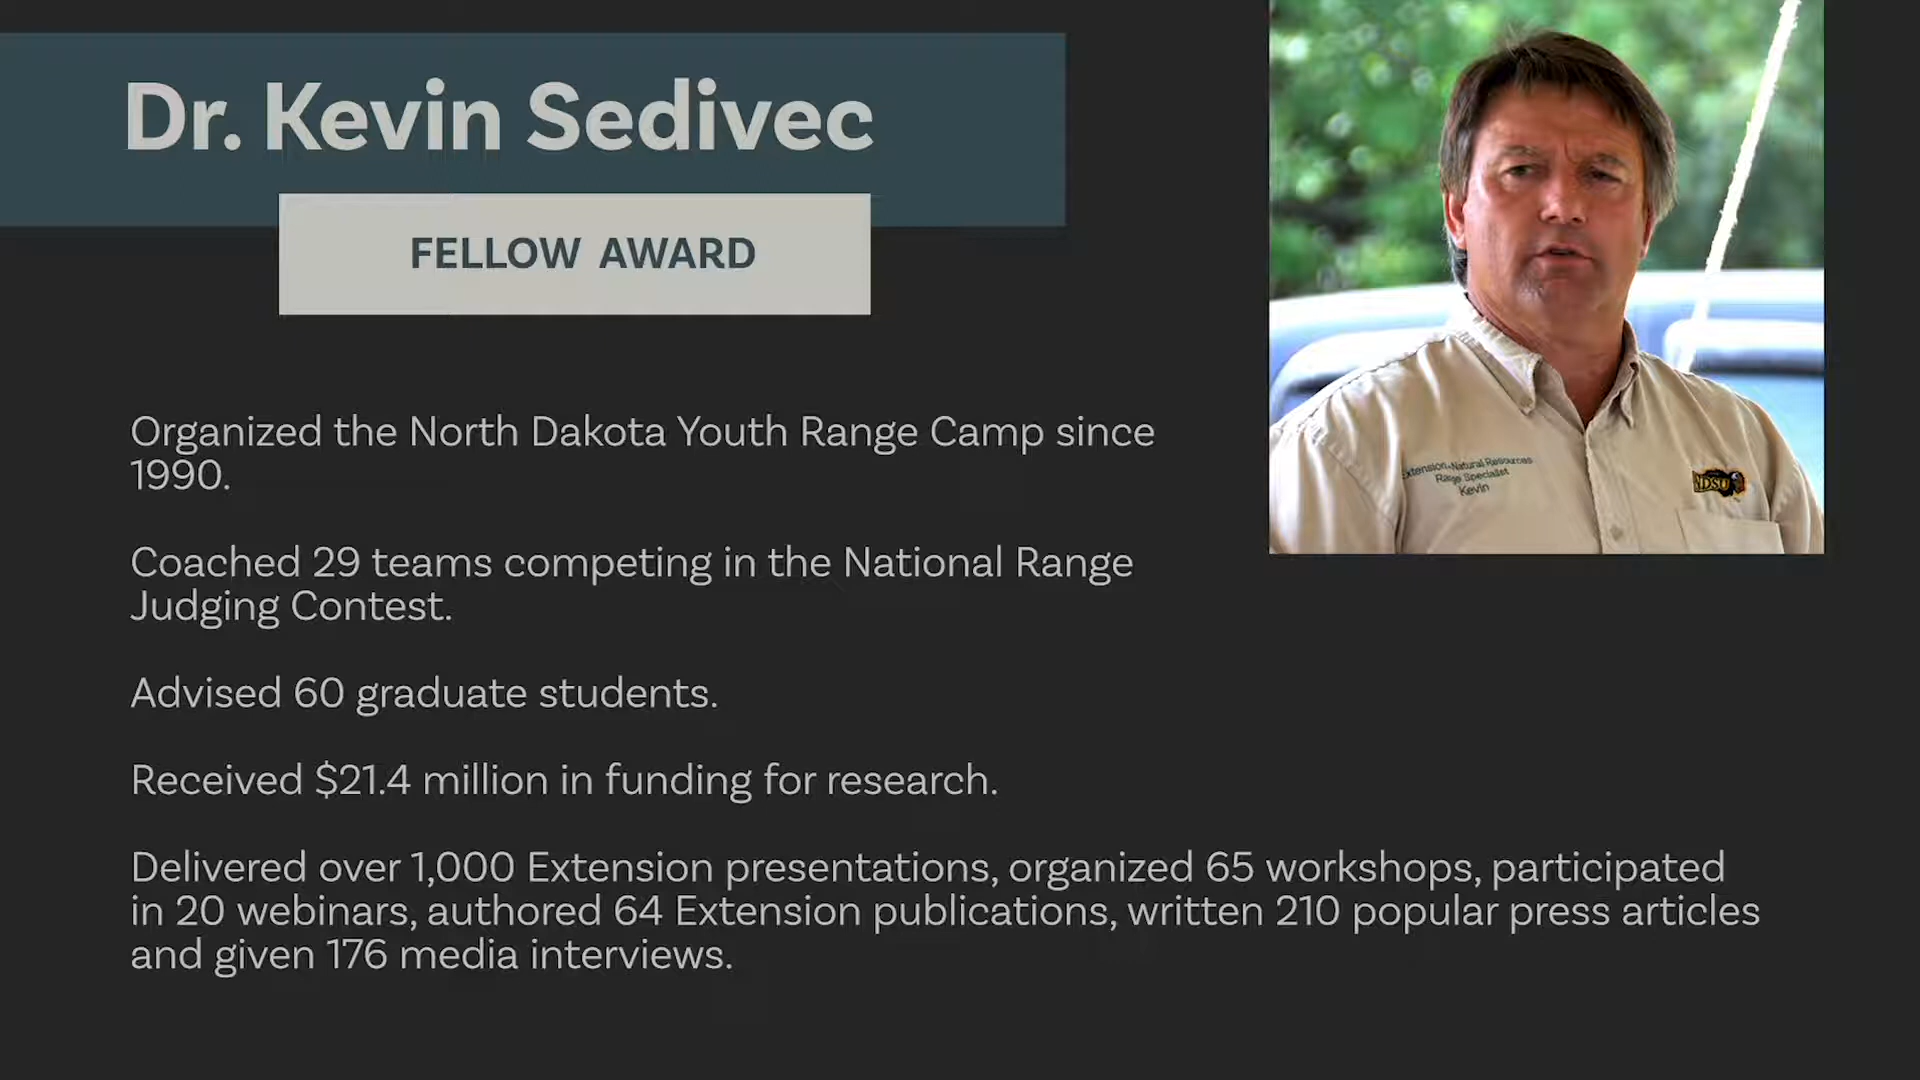 Dr. Kevin Sedivec
FELLOW AWARD
Organized the North Dakota Youth Range Camp since
1990.
Coached 29 teams competing in the National Range
Judging Contest.
Advised 60 graduate students.
Received $21.4 million in funding for research.
Delivered over 1,000 Extension presentations, organized 65 workshops, participated
in 20 webinars, authored 64 Extension publications, written 210 popular press articles
and given 176 media interviews.
Extension-Natural Resources
Range Specialist
Kevin
NDSU